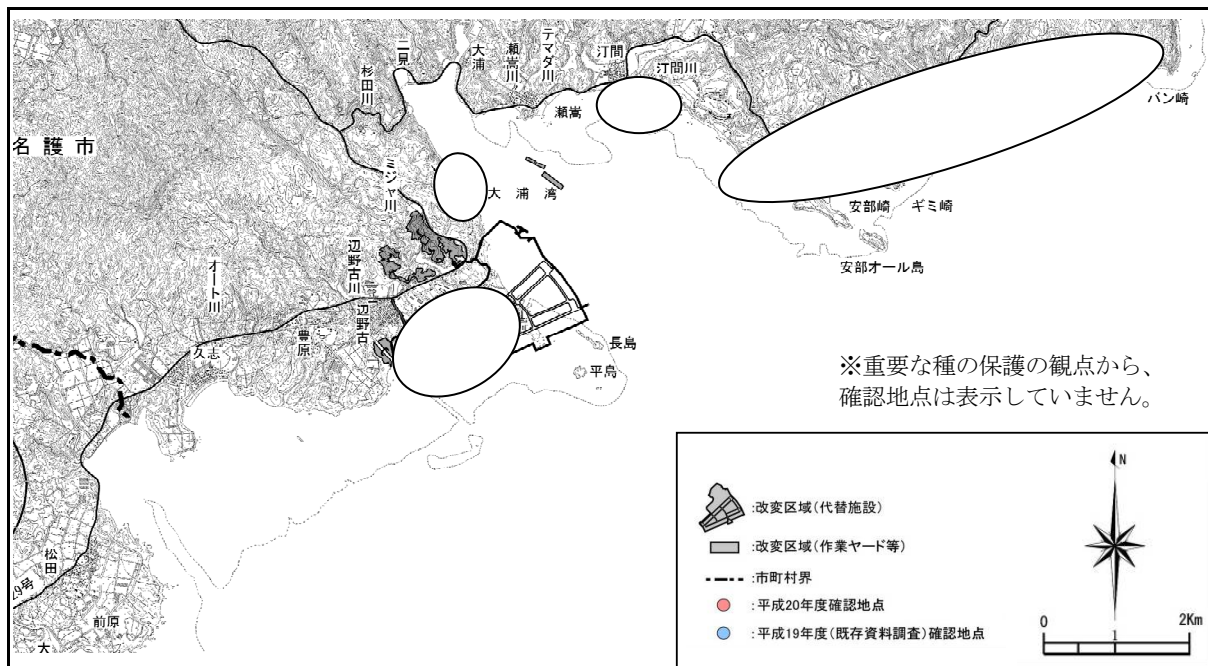 二見
大浦
瀬嵩川
テマダ川
汀間
汀間川
杉田川
瀬嵩
バン崎
名護市
ミジャ川
大浦湾
安部崎
ギミ崎
安部オール島
辺野古川
オート川
辺野古
豊原
久志
長島
平島
※重要な種の保護の観点から、
確認地点は表示していません。
N
:改変区域(代替施設)
:改変区域(作業ヤード等)
:市町村界
:平成20年度確認地点
:平成19年度(既存資料調査)確認地点
0 1 2Km
松田
29号
前原
大